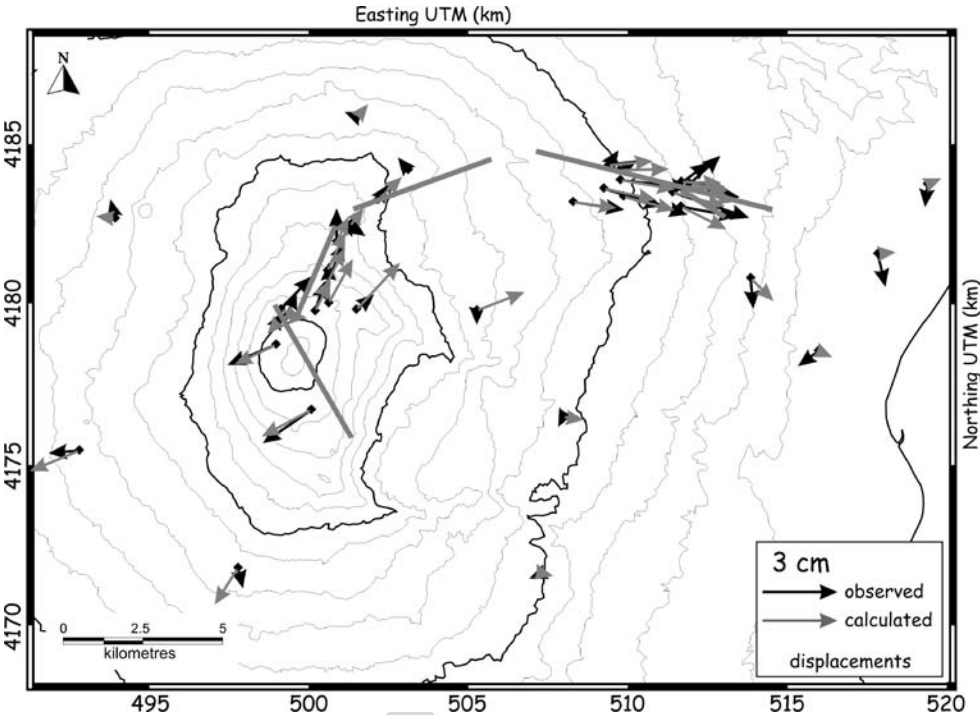 Easting UTM (km)
N
4185
4180
4175
4170
Northing UTM (km)
3 cm
observed
calculated
displacements
0 2.5 5
kilometres
495 500 505 510 515 520